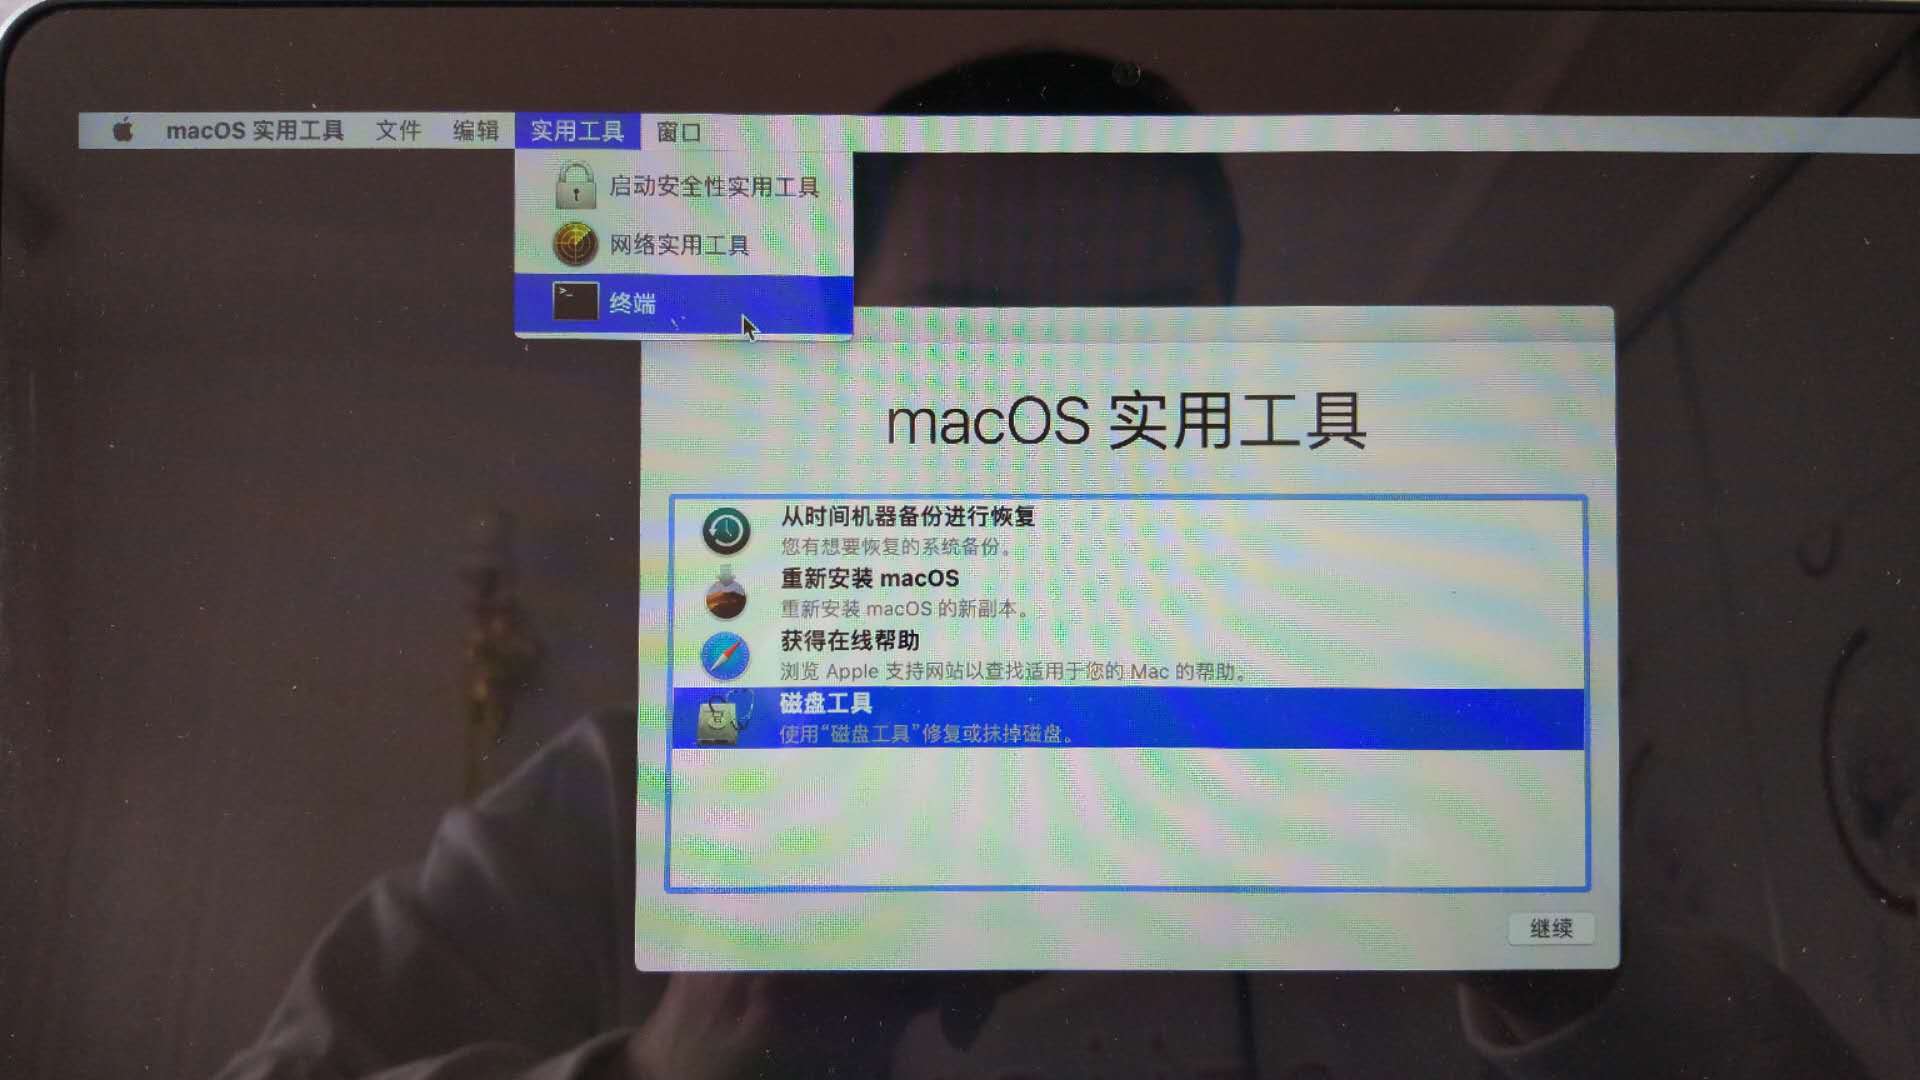 macOS 实用工具 文件 编辑 实用工具 窗口
启动安全性实用工具
网络实用工具
>_ 终端
macOS 实用工具
从时间机器备份进行恢复
您有想要恢复的系统备份。
重新安装 macOS
重新安装 macOS 的新副本。
获得在线帮助
浏览 Apple 支持网站以查找适用于您的 Mac 的帮助。
磁盘工具
使用“磁盘工具”修复或抹掉磁盘。
继续